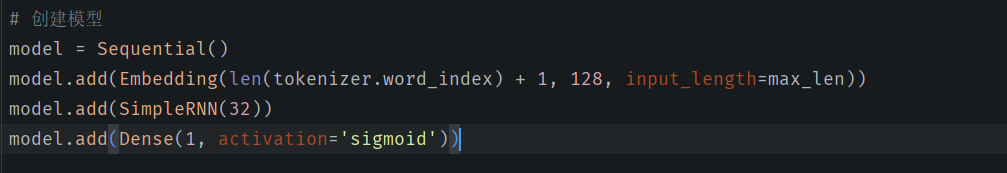 # 创建模型
model = Sequential()
model.add(Embedding(len(tokenizer.word_index) + 1, 128, input_length=max_len))
model.add(SimpleRNN(32))
model.add(Dense(1, activation='sigmoid'))